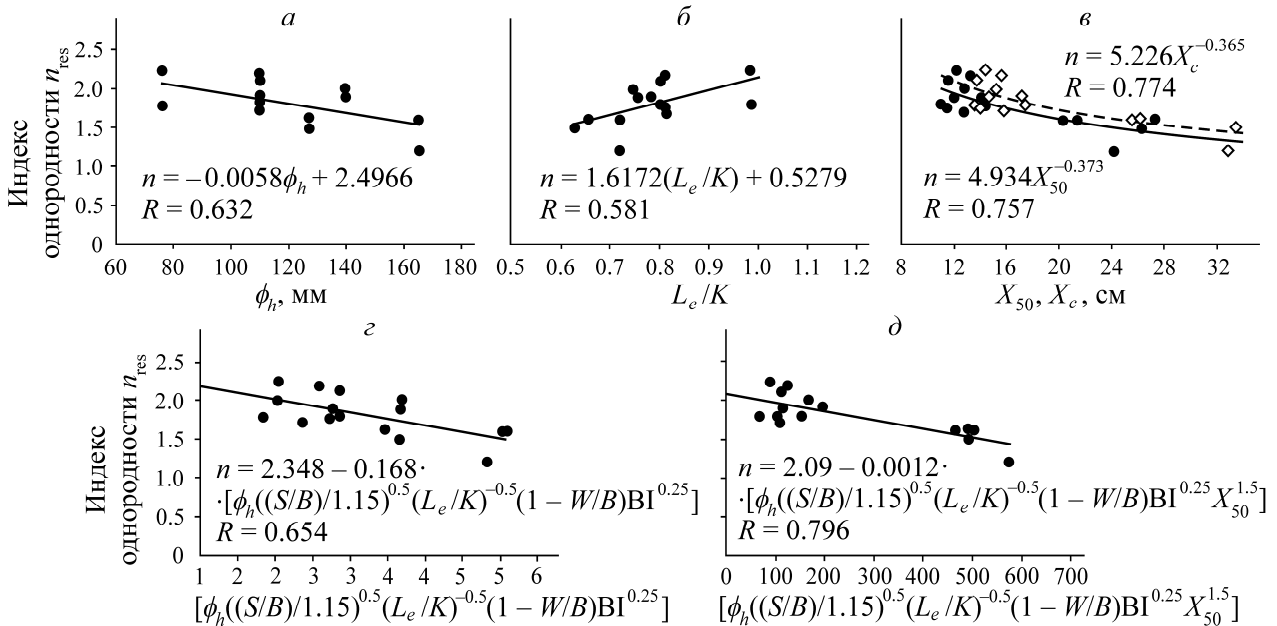 а
Индекс
однородности n_res
2.5
2.0
1.5
1.0
0.5
0
n = −0.0058ϕ_h + 2.4966
R = 0.632
60 80 100 120 140 160 180
ϕ_h, мм
б
n = 1.6172(L_e/K) + 0.5279
R = 0.581
0.5 0.6 0.7 0.8 0.9 1.0 1.1 1.2
L_e/K
в
n = 5.226X_c^−0.365
R = 0.774
n = 4.934X_50^−0.373
R = 0.757
8 12 16 20 24 28 32
X_50, X_c, см
г
Индекс
однородности n_res
2.5
2.0
1.5
1.0
0.5
0
n = 2.348 – 0.168·
·[ϕ_h((S/B)/1.15)^0.5(L_e/K)^−0.5(1 – W/B)BI^0.25]
R = 0.654
1 2 2 3 3 4 4 5 5 6
[ϕ_h((S/B)/1.15)^0.5(L_e/K)^−0.5(1 – W/B)BI^0.25]
д
n = 2.09 – 0.0012·
·[ϕ_h((S/B)/1.15)^0.5(L_e/K)^−0.5(1 – W/B)BI^0.25X_50^1.5]
R = 0.796
0 100 200 300 400 500 600 700
[ϕ_h((S/B)/1.15)^0.5(L_e/K)^−0.5(1 – W/B)BI^0.25X_50^1.5]